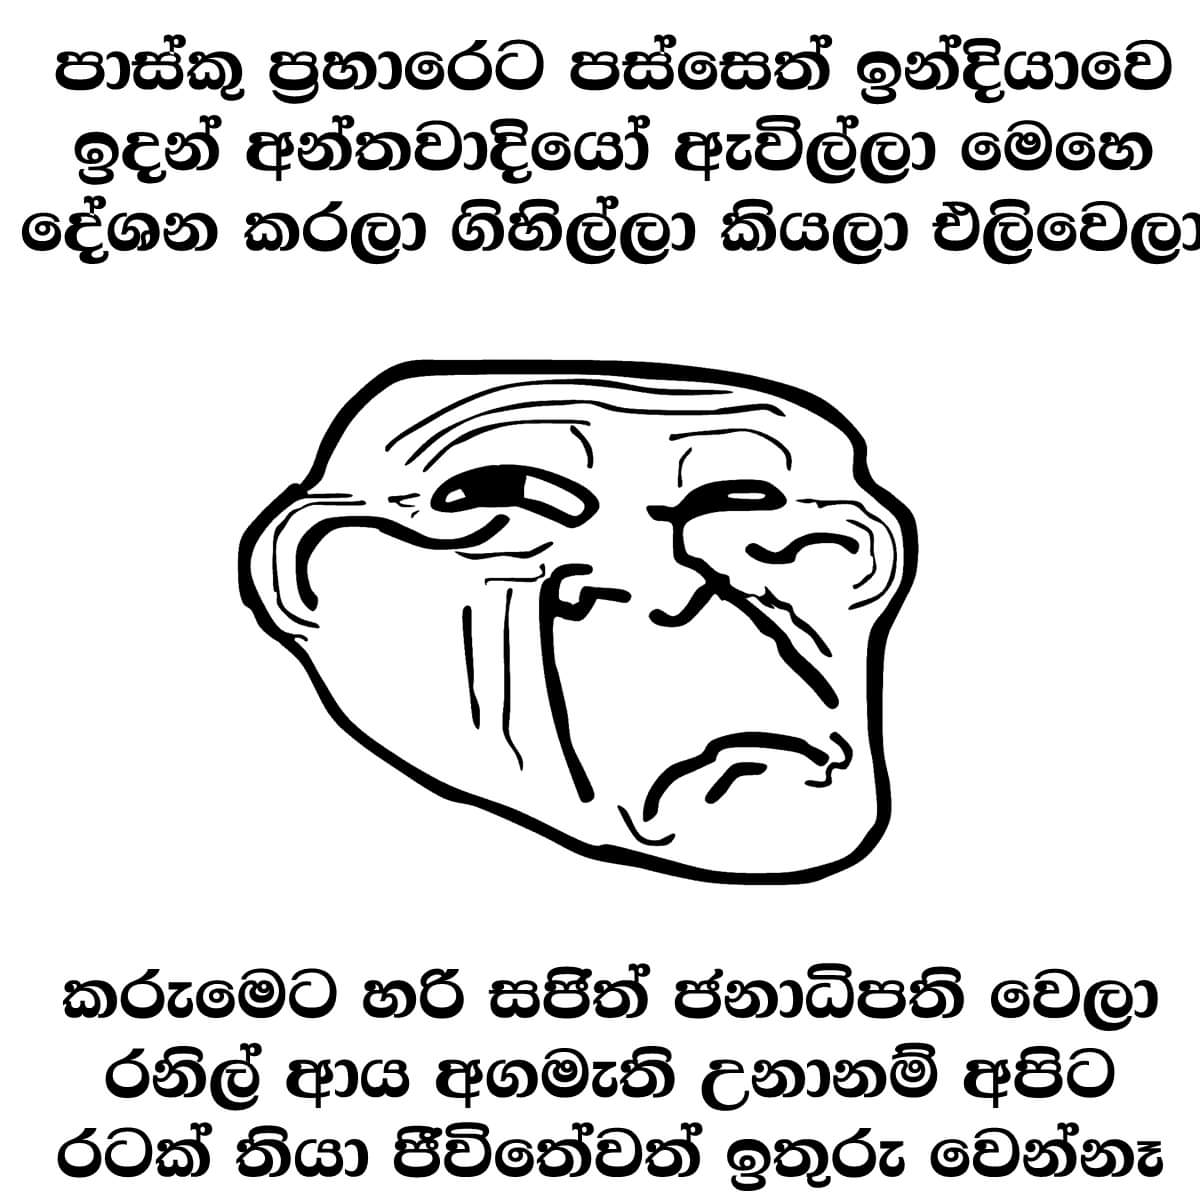 පාස්කු ප්‍රහාරෙට පස්සෙත් ඉන්දියාවෙ
ඉදන් අන්තවාදියෝ ඇවිල්ලා මෙහෙ
දේශන කරලා ගිහිල්ලා කියලා එලිවෙලා
කරුමෙට හරි සජිත් ජනාධිපති වෙලා
රනිල් ආය අගමැති උනානම් අපිට
රටක් තියා ජීවිතේවත් ඉතුරු වෙන්නෑ